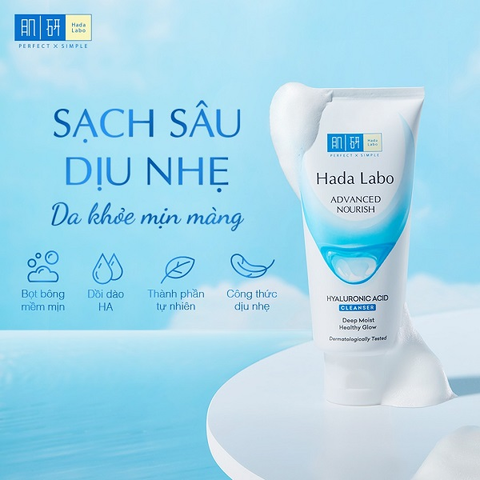 肌 研
Hada
Labo
PERFECT X SIMPLE
SẠCH SÂU
DỊU NHẸ
Da khỏe mịn màng
Bọt bông
mềm mịn
Dồi dào
HA
Thành phần
tự nhiên
Công thức
dịu nhẹ
肌 研
Hada
Labo
PERFECT X SIMPLE
Hada Labo
ADVANCED
NOURISH
HYALURONIC ACID
CLEANSER
Deep Moist
Healthy Glow
Dermatologically Tested